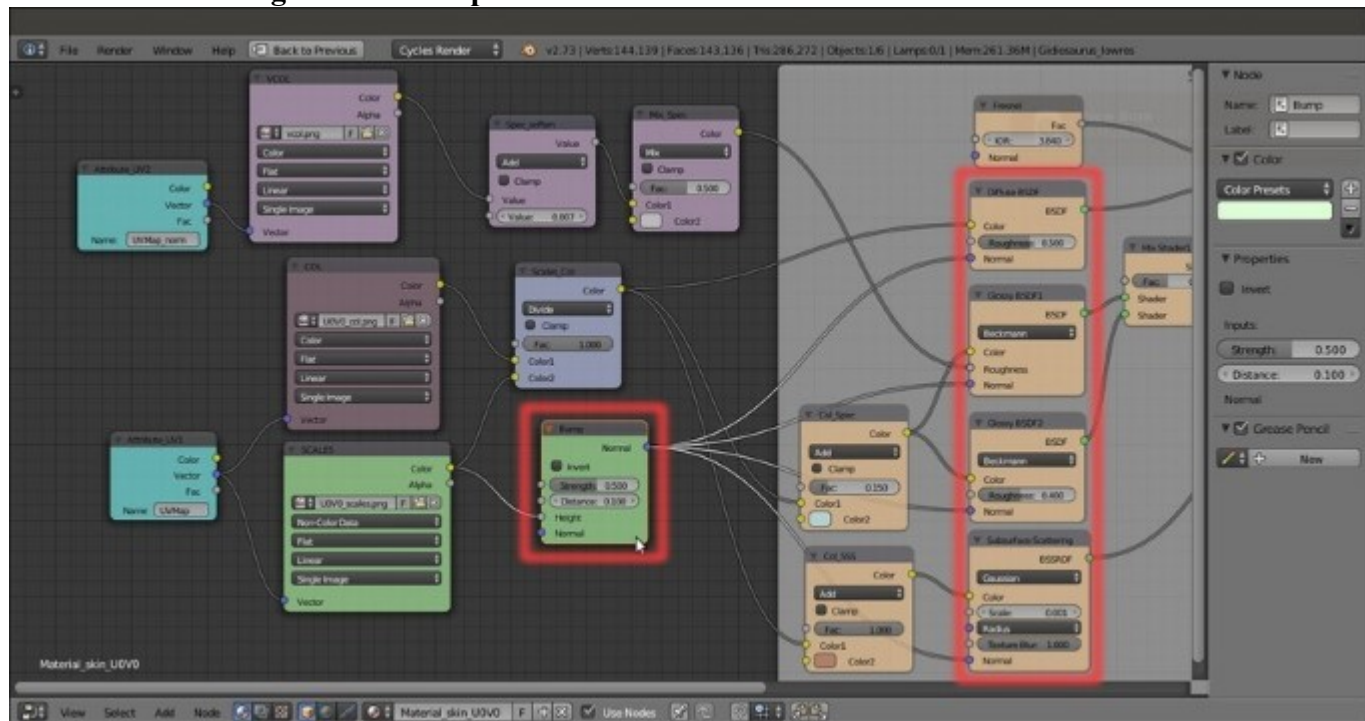 File Render Window Help Back to Previous Cycles Render v2.73 | Verts:144,139 | Faces:143,136 | Tris:286,272 | Objects:1/6 | Lamps:0/1 | Mem:261.36M | Gidiosaurus_lowres
VCOL
Color
Alpha
vcol.png F
Color
Flat
Linear
Single Image
Vector
Attribute_UV2
Color
Vector
Fac
Name: UVMap_norm
Value
Add
Clamp
Value
Value: 0.007
Mix_Spec
Color
Mix
Clamp
Fac: 0.500
Color1
Color2
COL
Color
Alpha
U0V0_col.png F
Color
Flat
Linear
Single Image
Vector
Scales_Col
Color
Divide
Clamp
Fac: 1.000
Color1
Color2
Attribute_UV1
Color
Vector
Fac
Name: UVMap
SCALES
Color
Alpha
U0V0_scales.png F
Non-Color Data
Flat
Linear
Single Image
Vector
Bump
Normal
Invert
Strength: 0.500
Distance: 0.100
Height
Normal
Fresnel
Fac
IOR: 3.840
Normal
Diffuse BSDF
BSDF
Color
Roughness: 0.500
Normal
Glossy BSDF1
BSDF
Beckmann
Color
Roughness
Normal
Mix Shader1
Fac:
Shader
Shader
Col_Spec
Color
Add
Clamp
Fac: 0.150
Color1
Color2
Glossy BSDF2
BSDF
Beckmann
Color
Roughness: 0.400
Normal
Col_SSS
Color
Add
Clamp
Fac: 1.000
Color1
Color2
Subsurface Scattering
BSSRDF
Gaussian
Color
Scale: 0.001
Radius
Texture Blur: 1.000
Normal
Node
Name: Bump
Label:
Color
Color Presets
Properties
Invert
Inputs:
Strength: 0.500
Distance: 0.100
Normal
Grease Pencil
New
Material_skin_U0V0
View Select Add Node Material_skin_U0V0 F Use Nodes